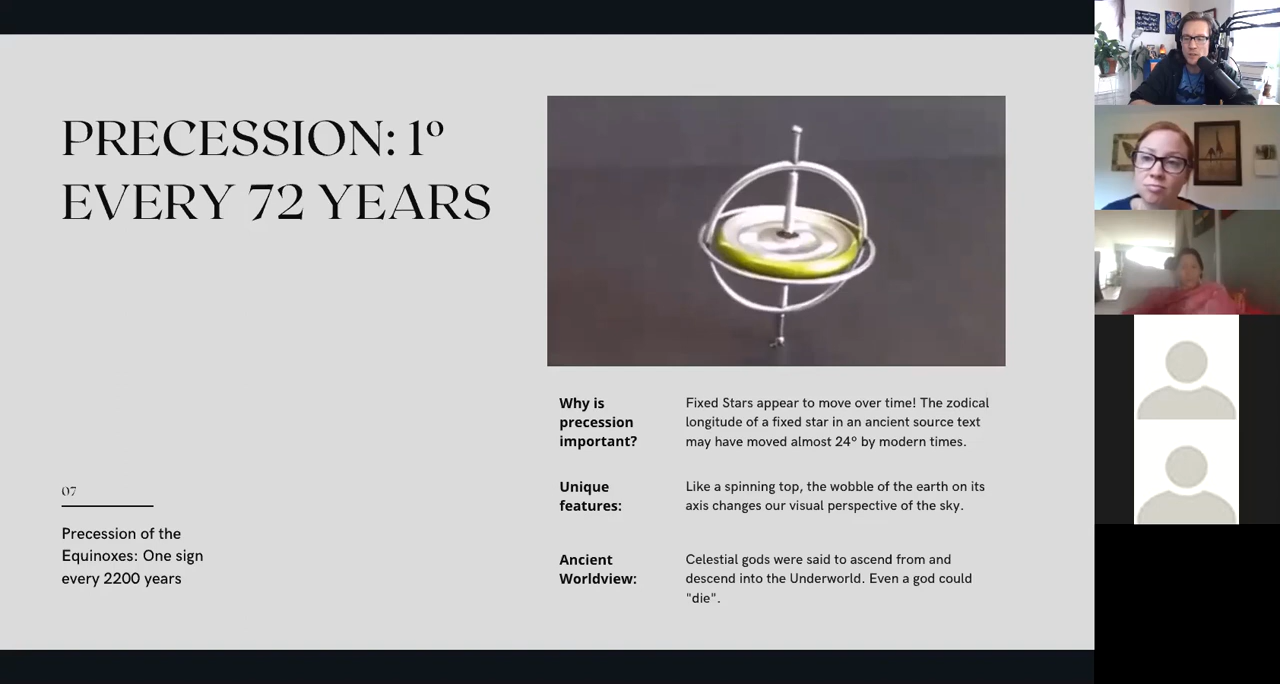 PRECESSION: 1º
EVERY 72 YEARS
07
Precession of the
Equinoxes: One sign
every 2200 years
Why is
precession
important?
Fixed Stars appear to move over time! The zodical
longitude of a fixed star in an ancient source text
may have moved almost 24º by modern times.
Unique
features:
Like a spinning top, the wobble of the earth on its
axis changes our visual perspective of the sky.
Ancient
Worldview:
Celestial gods were said to ascend from and
descend into the Underworld. Even a god could
"die".